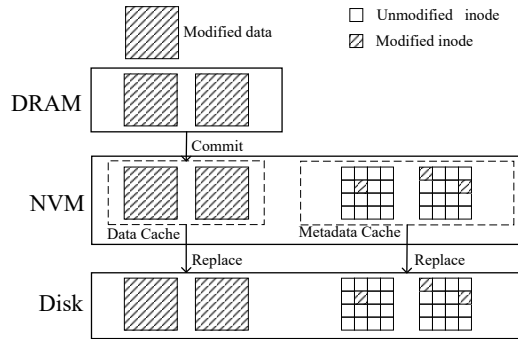 Modified data
Unmodified inode
Modified inode
DRAM
Commit
NVM
Data Cache
Metadata Cache
Replace
Replace
Disk